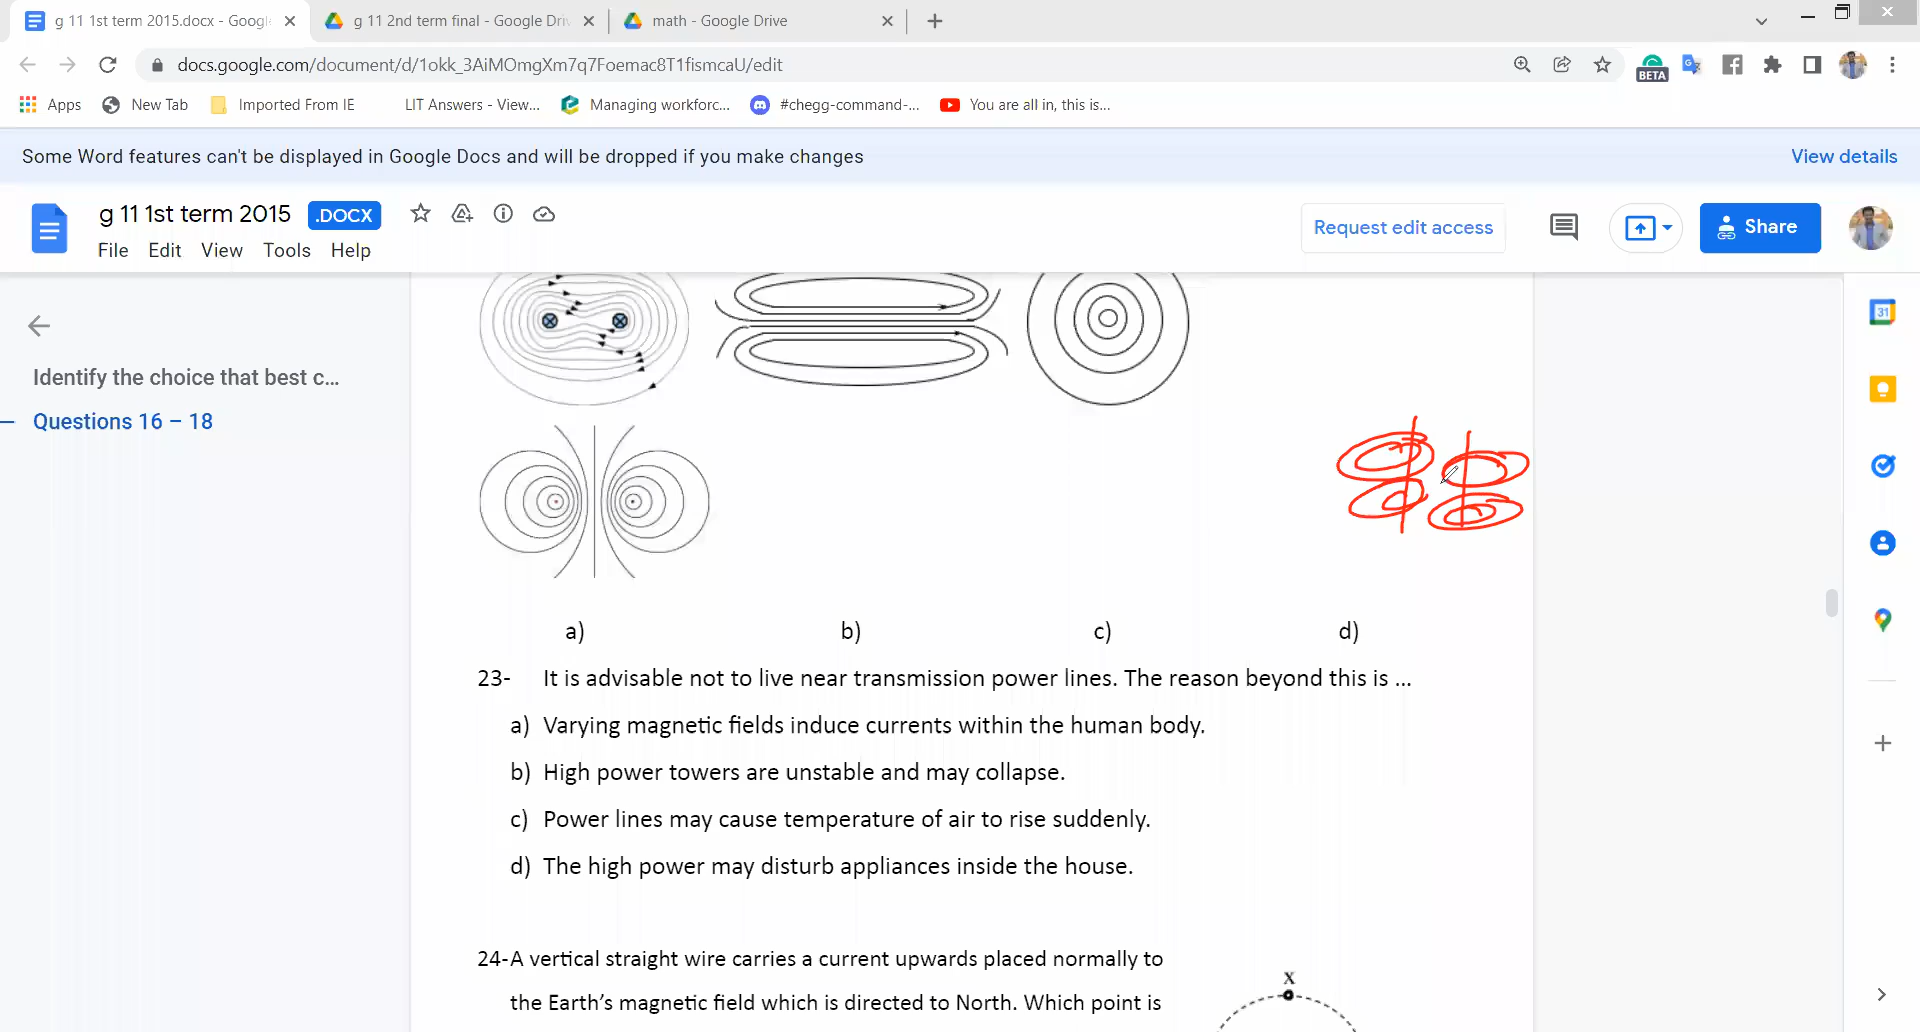 g 11 1st term 2015.docx - Googl
g 11 2nd term final - Google Driv
math - Google Drive
docs.google.com/document/d/1okk_3AiMOmgXm7q7Foemac8T1fismcaU/edit
BETA
Apps
New Tab
Imported From IE
LIT Answers - View...
Managing workforc...
#chegg-command-...
You are all in, this is...
Some Word features can't be displayed in Google Docs and will be dropped if you make changes
View details
g 11 1st term 2015
.DOCX
Request edit access
Share
File Edit View Tools Help
31
Identify the choice that best c...
Questions 16 – 18
a) b) c) d)
23- It is advisable not to live near transmission power lines. The reason beyond this is ...
a) Varying magnetic fields induce currents within the human body.
b) High power towers are unstable and may collapse.
c) Power lines may cause temperature of air to rise suddenly.
d) The high power may disturb appliances inside the house.
24-A vertical straight wire carries a current upwards placed normally to
the Earth’s magnetic field which is directed to North. Which point is
X